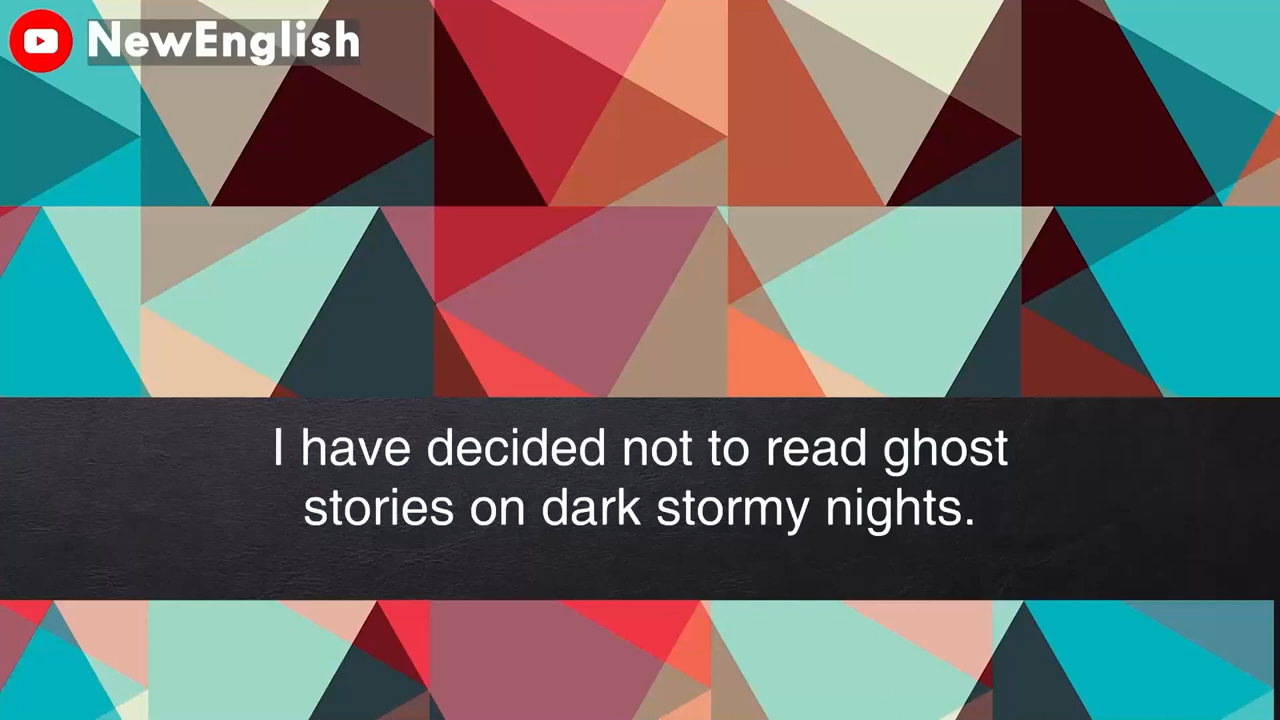 NewEnglish
I have decided not to read ghost
stories on dark stormy nights.